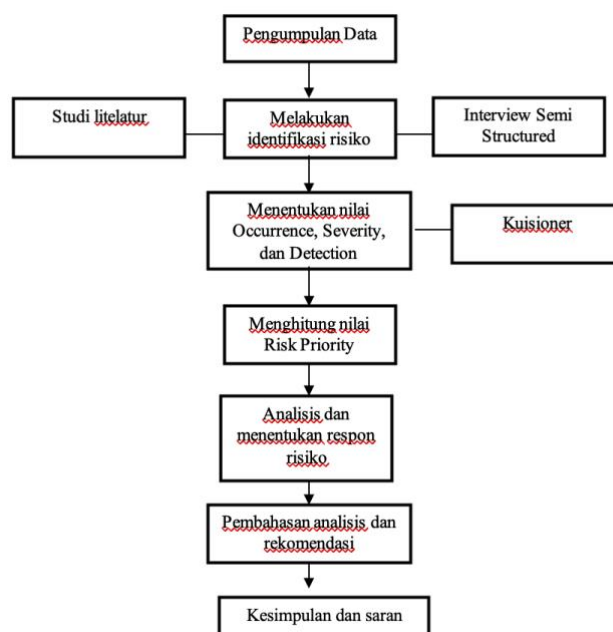 Pengumpulan Data
Studi litelatur
Melakukan
identifikasi risiko
Interview Semi
Structured
Menentukan nilai
Occurrence, Severity,
dan Detection
Kuisioner
Menghitung nilai
Risk Priority
Analisis dan
menentukan respon
risiko
Pembahasan analisis dan
rekomendasi
Kesimpulan dan saran